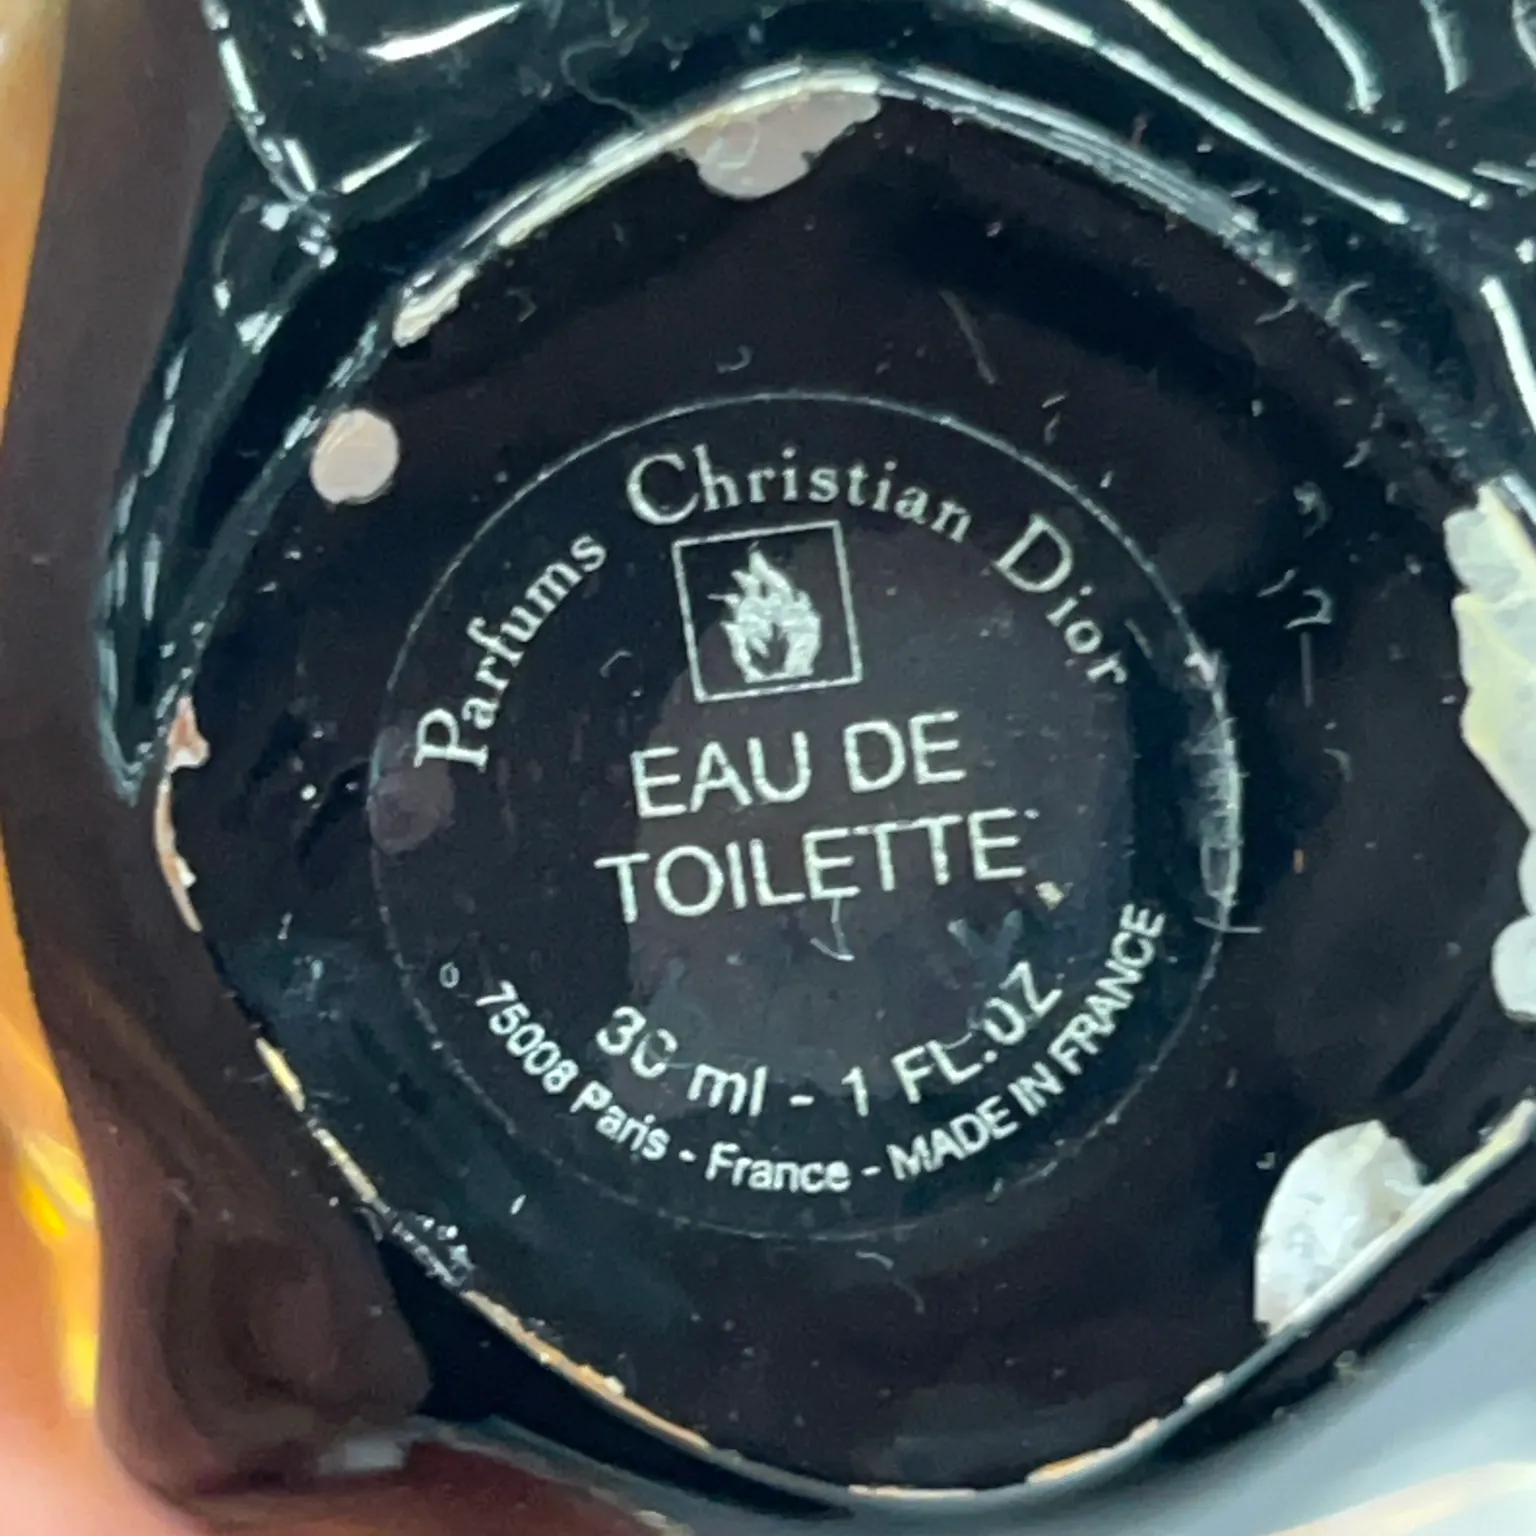 Parfums Christian Dior
EAU DE
TOILETTE
30 ml - 1 FL.OZ
75008 Paris - France - MADE IN FRANCE